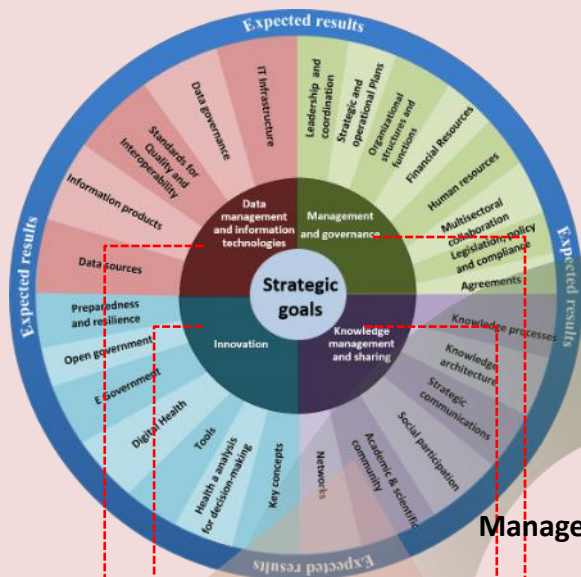 Expected results
Leadership and
coordination
Strategic and
operational Plans
Organizational
structures and
functions
Financial Resources
Human resources
Multisectoral
collaboration
Legislation, policy
and compliance
Agreements
Expected results
Knowledge processes
Knowledge
architecture
Strategic
communications
Social participation
Academic & scientific
community
Networks
Expected results
Key concepts
Health a analysis
for decision-making
Tools
Digital Health
E Government
Open government
Preparedness
and resilience
Expected results
Data sources
Information products
Standards for
Quality and
Interoperability
Data governance
IT Infrastructure
Data
management
and information
technologies
Management
and governance
Strategic
goals
Innovation
Knowledge
management
and sharing
Manage